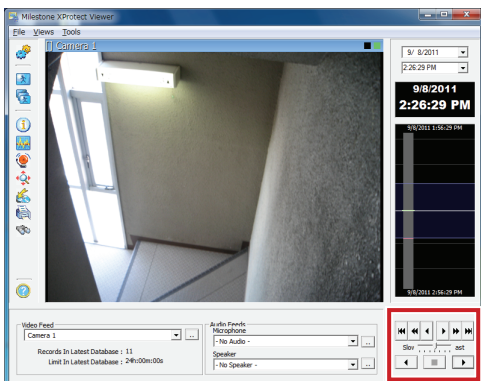 Milestone XProtect Viewer
File Views Tools
Camera 1
9/ 8/2011
2:26:29 PM
9/8/2011
2:26:29 PM
9/8/2011 1:56:29 PM
9/8/2011 2:56:29 PM
Video Feed
Camera 1
...
Records In Latest Database : 11
Limit In Latest Database : 24h:00m:00s
Audio Feeds
Microphone
- No Audio -
...
Speaker
- No Speaker -
...
Slov ast